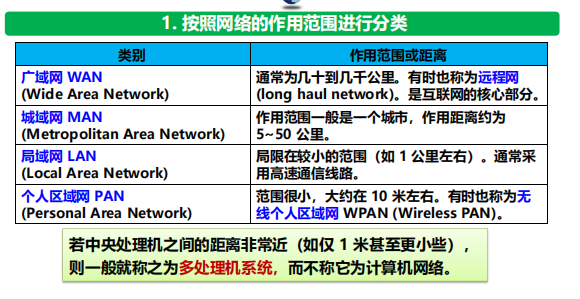 1. 按照网络的作用范围进行分类
类别
作用范围或距离
广域网 WAN
(Wide Area Network)
通常为几十到几千公里。有时也称为远程网
(long haul network)。是互联网的核心部分。
城域网 MAN
(Metropolitan Area Network)
作用范围一般是一个城市，作用距离约为
5~50 公里。
局域网 LAN
(Local Area Network)
局限在较小的范围（如 1 公里左右）。通常采
用高速通信线路。
个人区域网 PAN
(Personal Area Network)
范围很小，大约在 10 米左右。有时也称为无
线个人区域网 WPAN (Wireless PAN)。
若中央处理机之间的距离非常近（如仅 1 米甚至更小些），
则一般就称之为多处理机系统，而不称它为计算机网络。